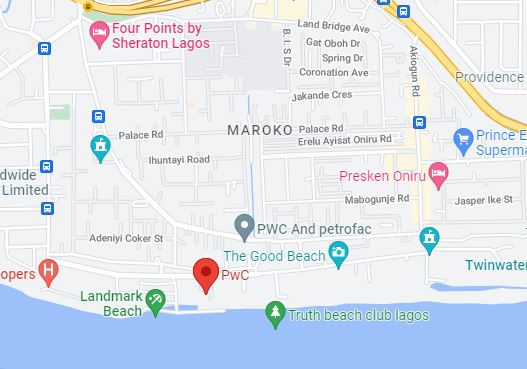 Four Points by
Sheraton Lagos
Land Bridge Ave
Gat Oboh Dr
Spring Dr
Coronation Ave
B.I.S Dr
Akiogun Rd
Providence
Jakande Cres
Palace Rd
MAROKO
Palace Rd
Erelu Ayisat Oniru Rd
Prince E
Superma
Ihuntayi Road
dwide
Limited
Presken Oniru
Mabogunje Rd
Jasper Ike St
Adeniyi Coker St
PWC And petrofac
The Good Beach
opers
PwC
Twinwater
Landmark
Beach
Truth beach club lagos